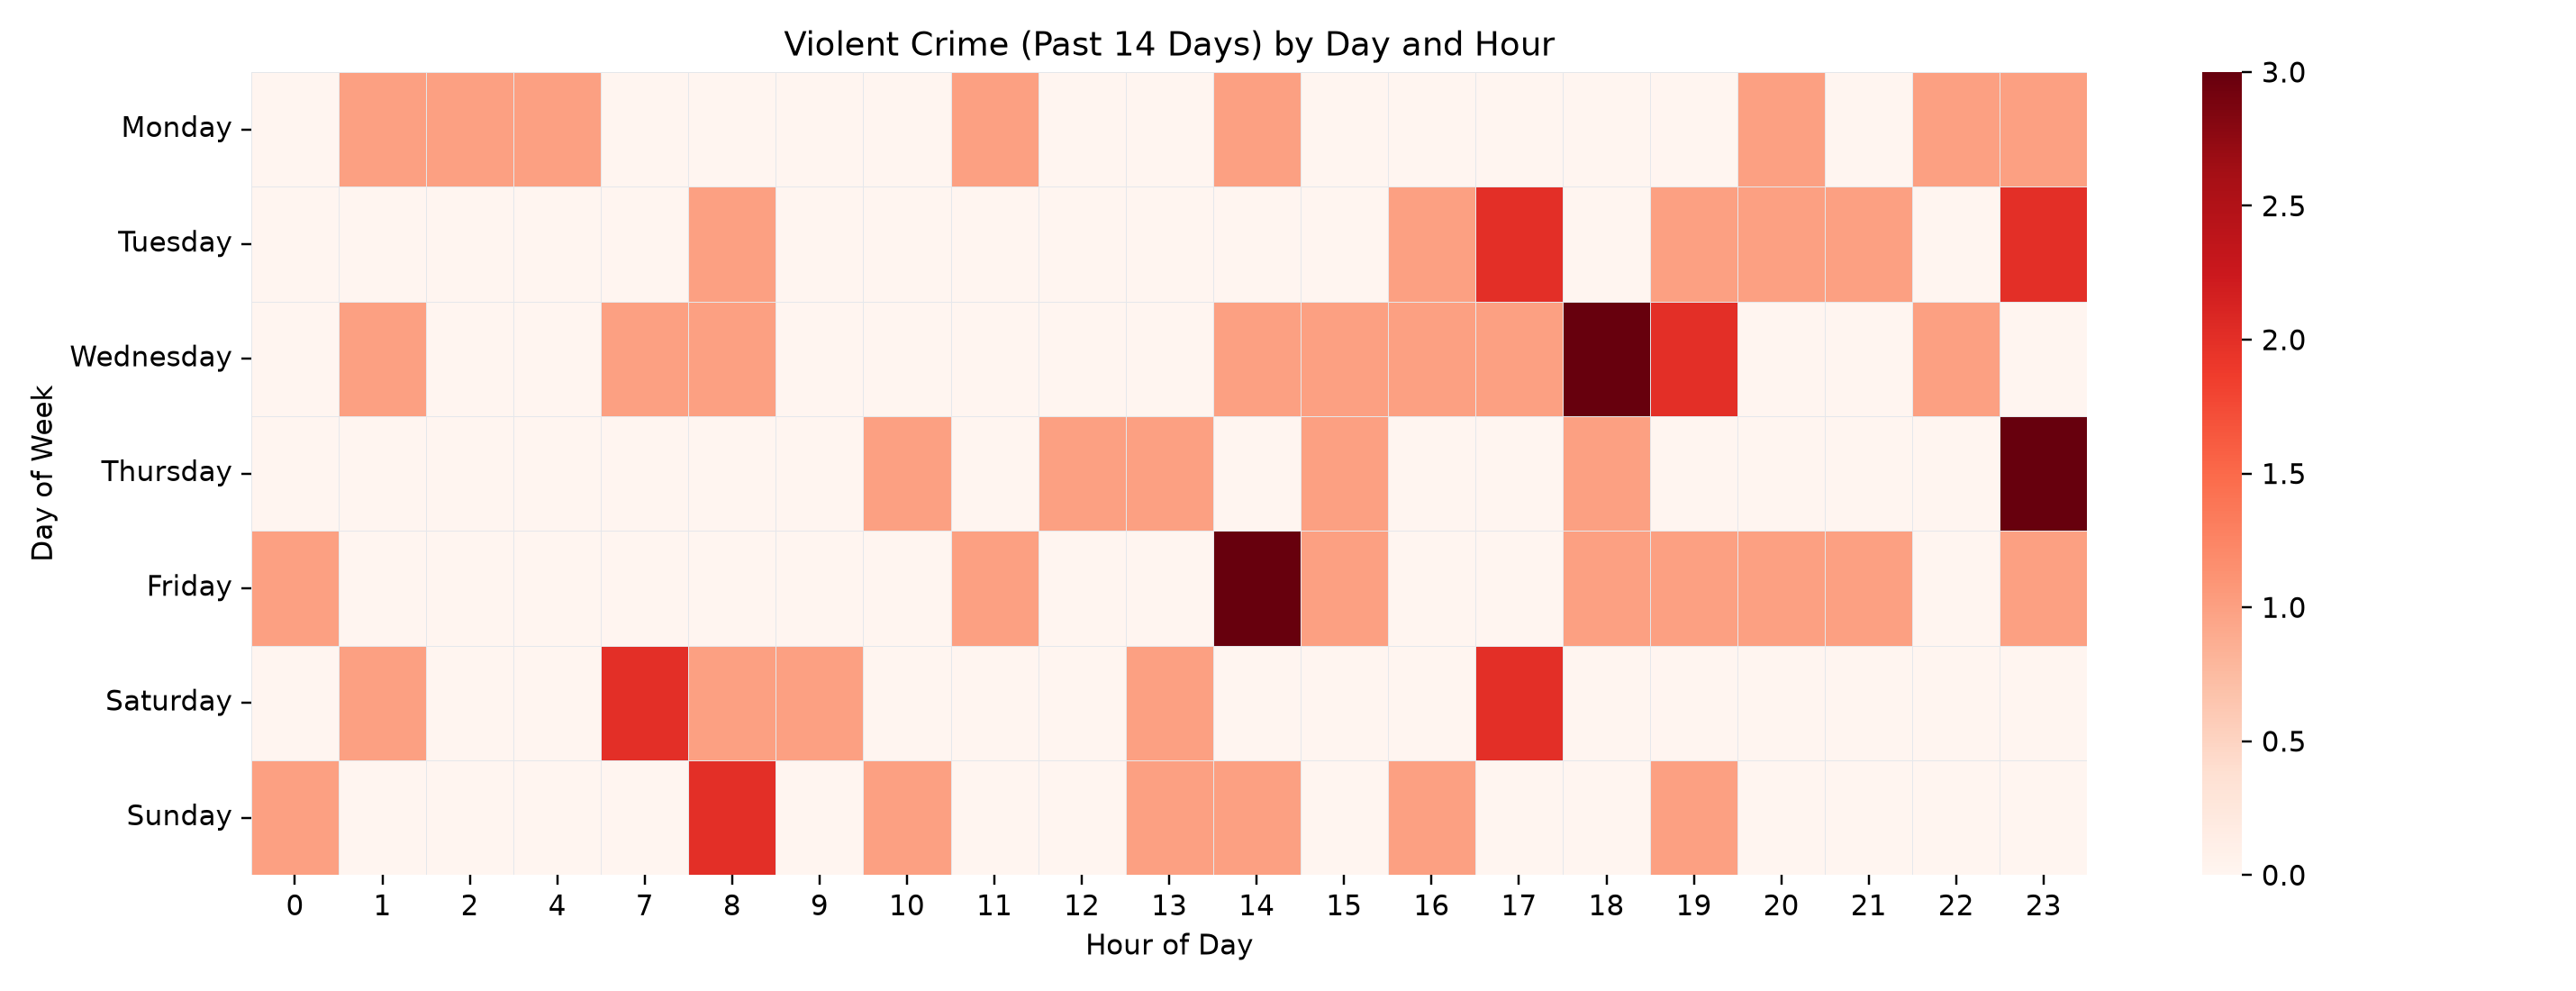 Violent Crime (Past 14 Days) by Day and Hour
Day of Week
Monday
Tuesday
Wednesday
Thursday
Friday
Saturday
Sunday
0 1 2 4 7 8 9 10 11 12 13 14 15 16 17 18 19 20 21 22 23
Hour of Day
3.0
2.5
2.0
1.5
1.0
0.5
0.0